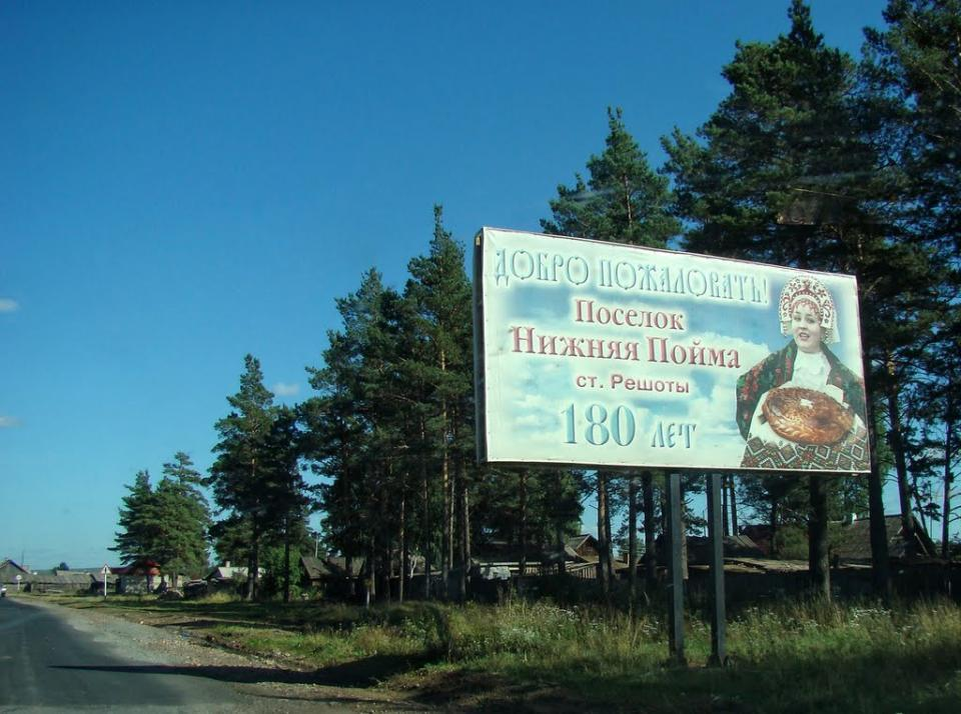 ДОБРО ПОЖАЛОВАТЬ!
Поселок
Нижняя Пойма
ст. Решоты
180 лет